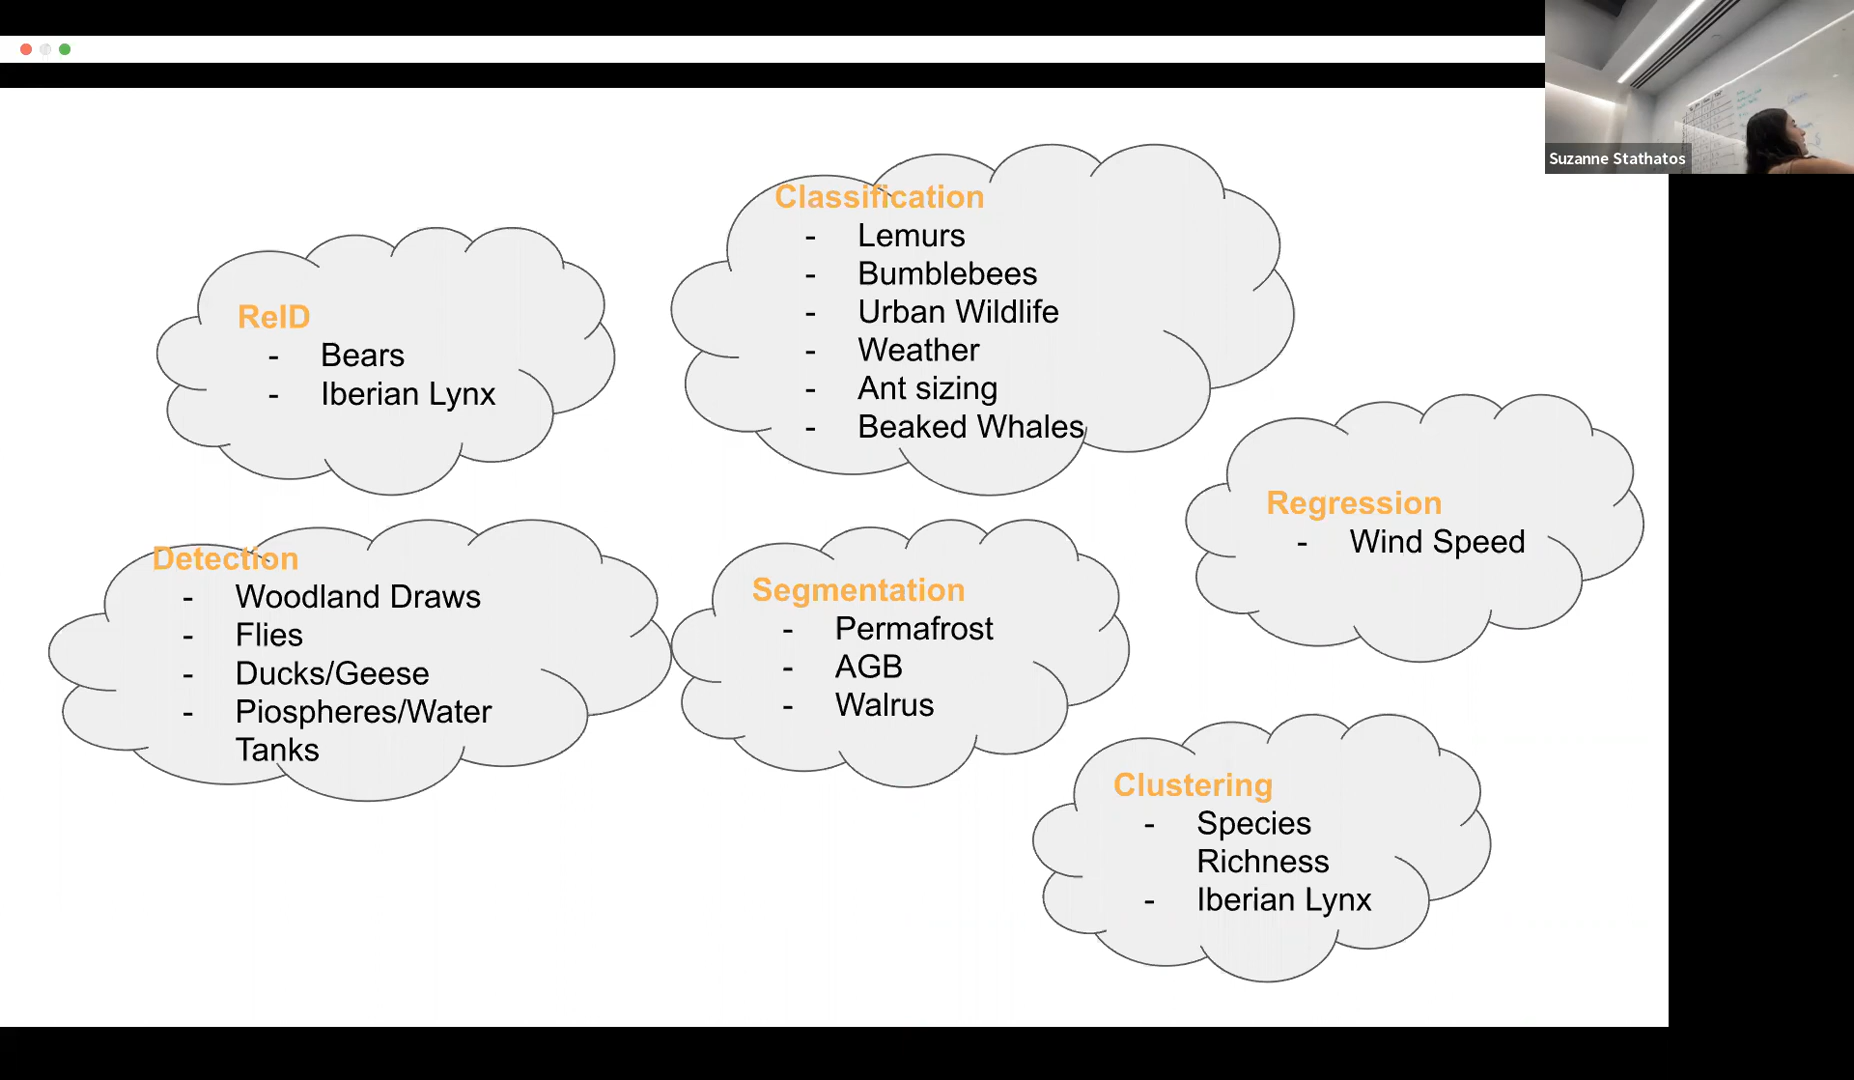 Suzanne Stathatos
Classification
- Lemurs
- Bumblebees
- Urban Wildlife
- Weather
- Ant sizing
- Beaked Whales
ReID
- Bears
- Iberian Lynx
Regression
- Wind Speed
Detection
- Woodland Draws
- Flies
- Ducks/Geese
- Piospheres/Water
Tanks
Segmentation
- Permafrost
- AGB
- Walrus
Clustering
- Species
Richness
- Iberian Lynx